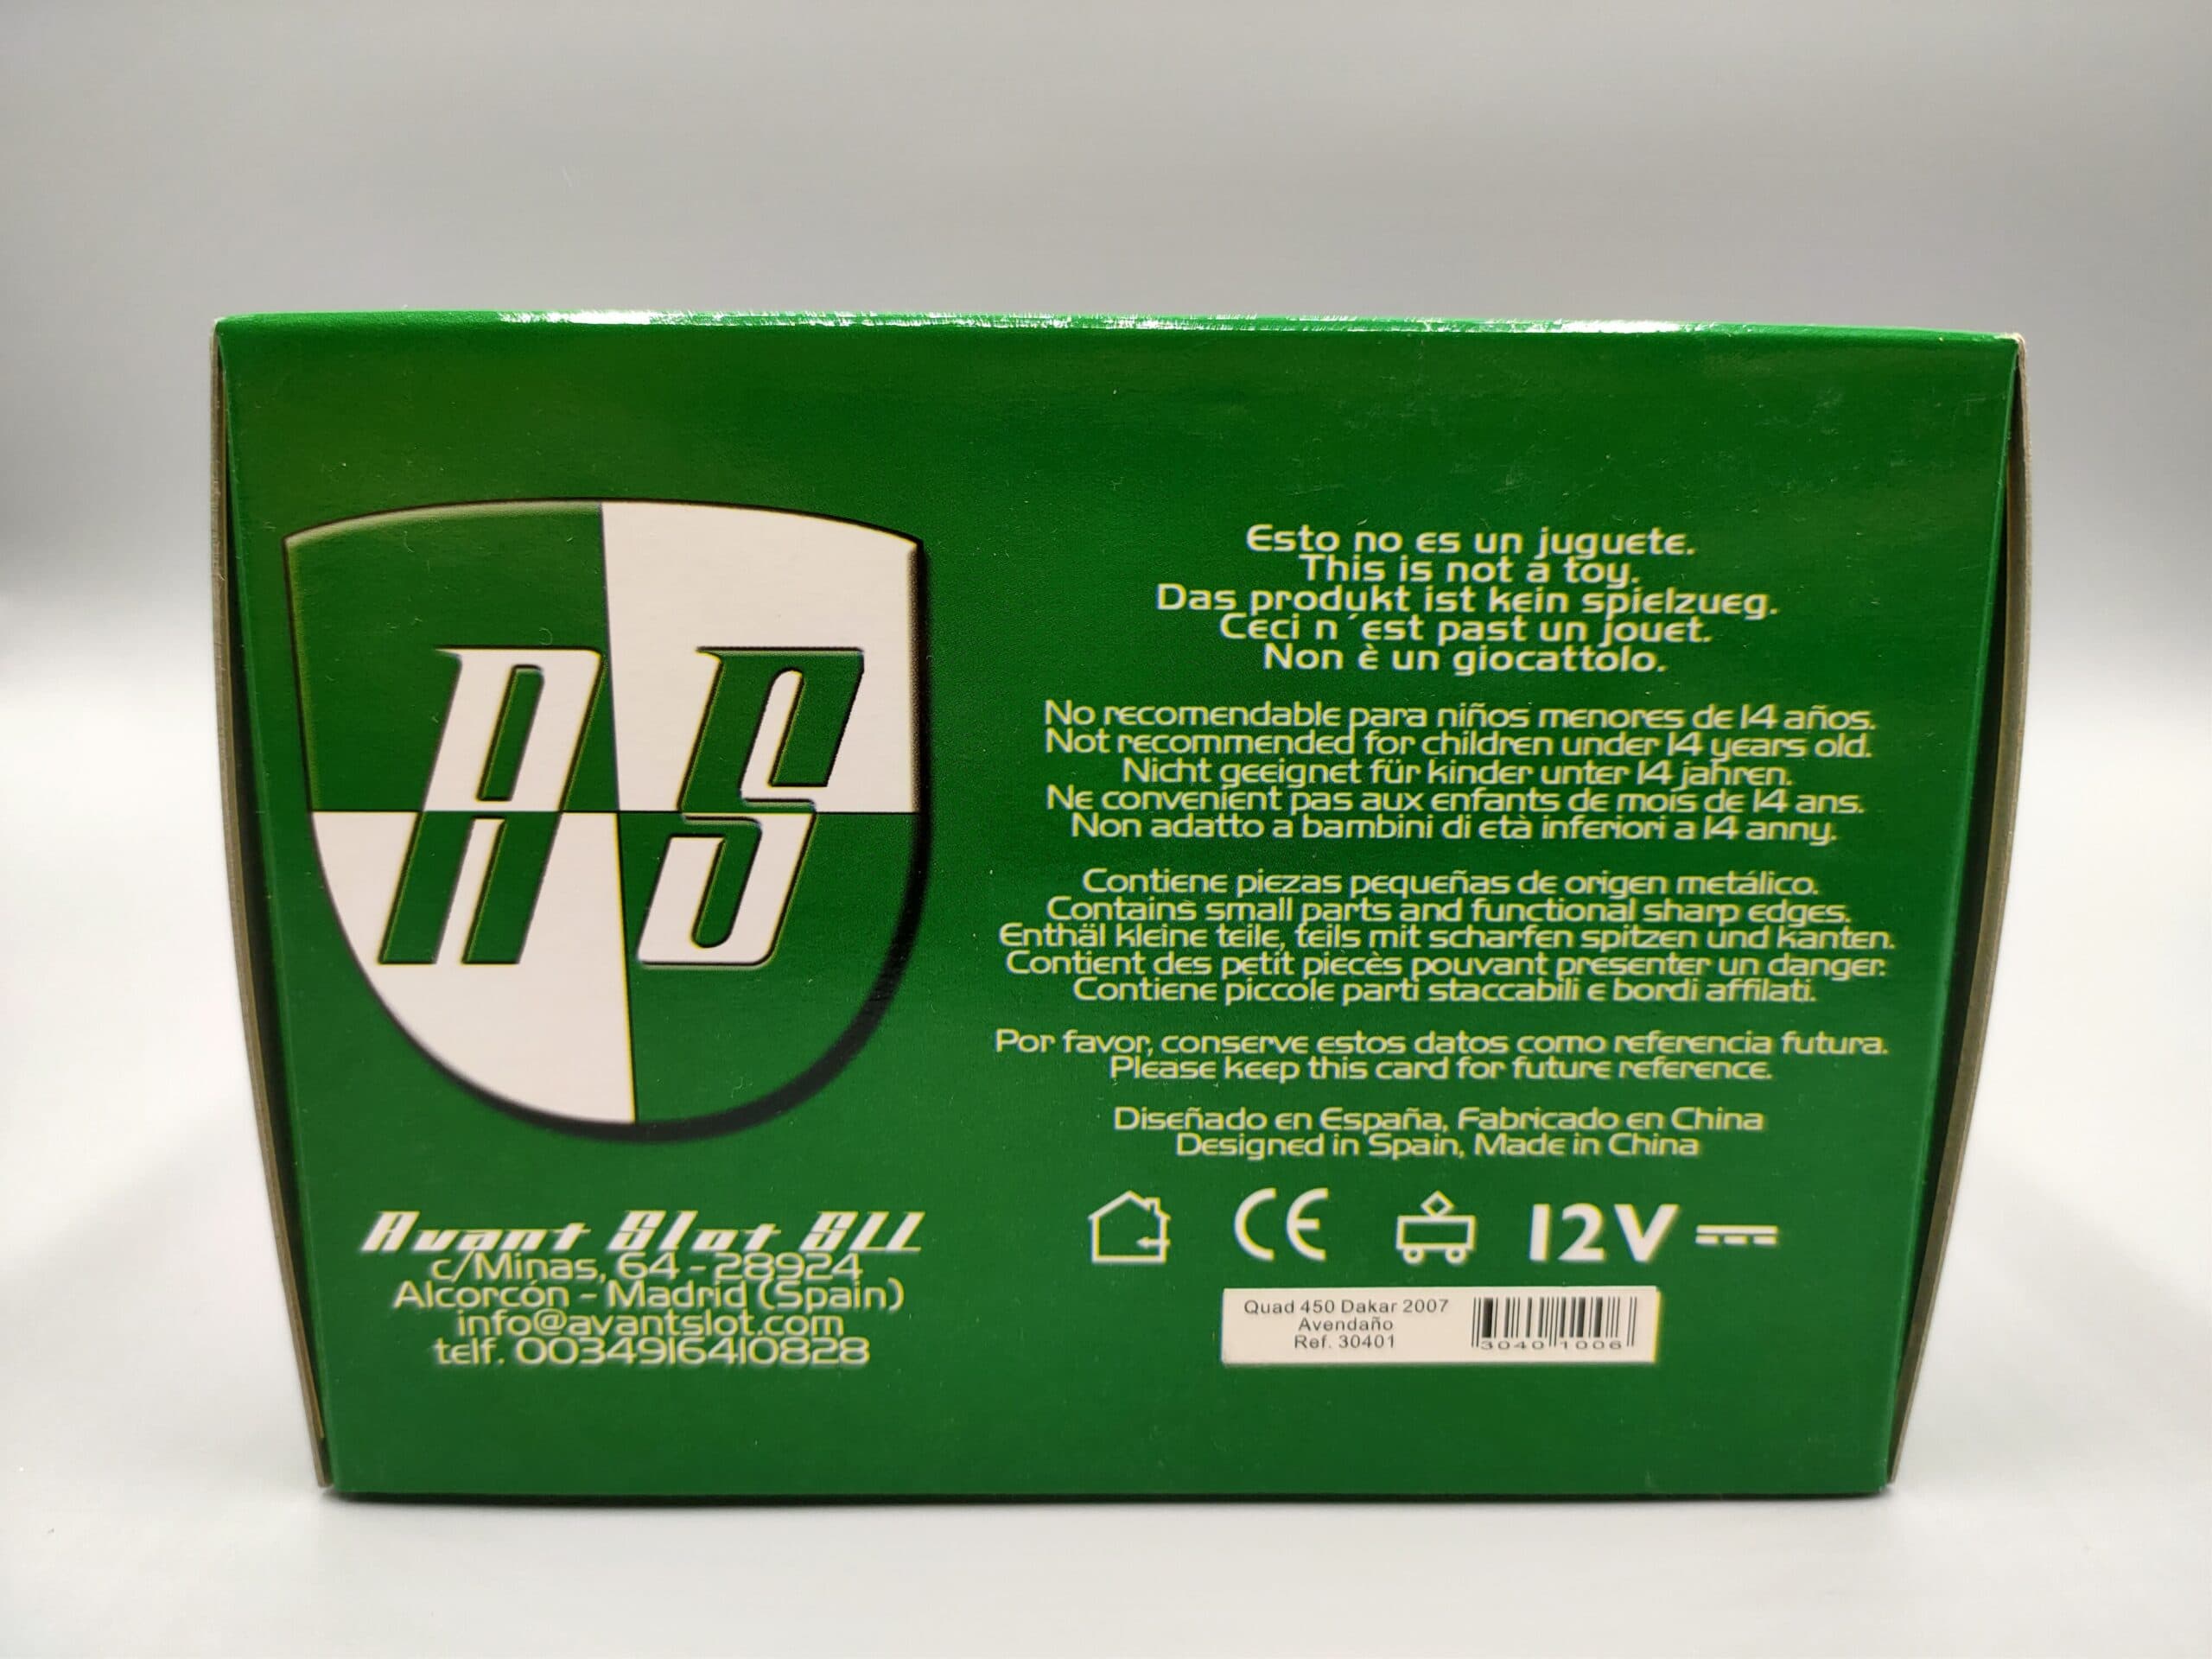 AS
Avant Slot SLL
c/Minas, 64 - 28924
Alcorcón - Madrid (Spain)
info@avantslot.com
telf. 0034916410828
Esto no es un juguete.
This is not a toy.
Das produkt ist kein spielzueg.
Ceci n´est past un jouet.
Non è un giocattolo.
No recomendable para niños menores de 14 años.
Not recommended for children under 14 years old.
Nicht geeignet für kinder unter 14 jahren.
Ne convenient pas aux enfants de mois de 14 ans.
Non adatto a bambini di età inferiori a 14 anny.
Contiene piezas pequeñas de origen metálico.
Contains small parts and functional sharp edges.
Enthäl kleine teile, teils mit scharfen spitzen und kanten.
Contient des petit piecès pouvant presenter un danger.
Contiene piccole parti staccabili e bordi affilati.
Por favor, conserve estos datos como referencia futura.
Please keep this card for future reference.
Diseñado en España, Fabricado en China
Designed in Spain, Made in China
CE 12V
Quad 450 Dakar 2007
Avendaño
Ref. 30401
30401006